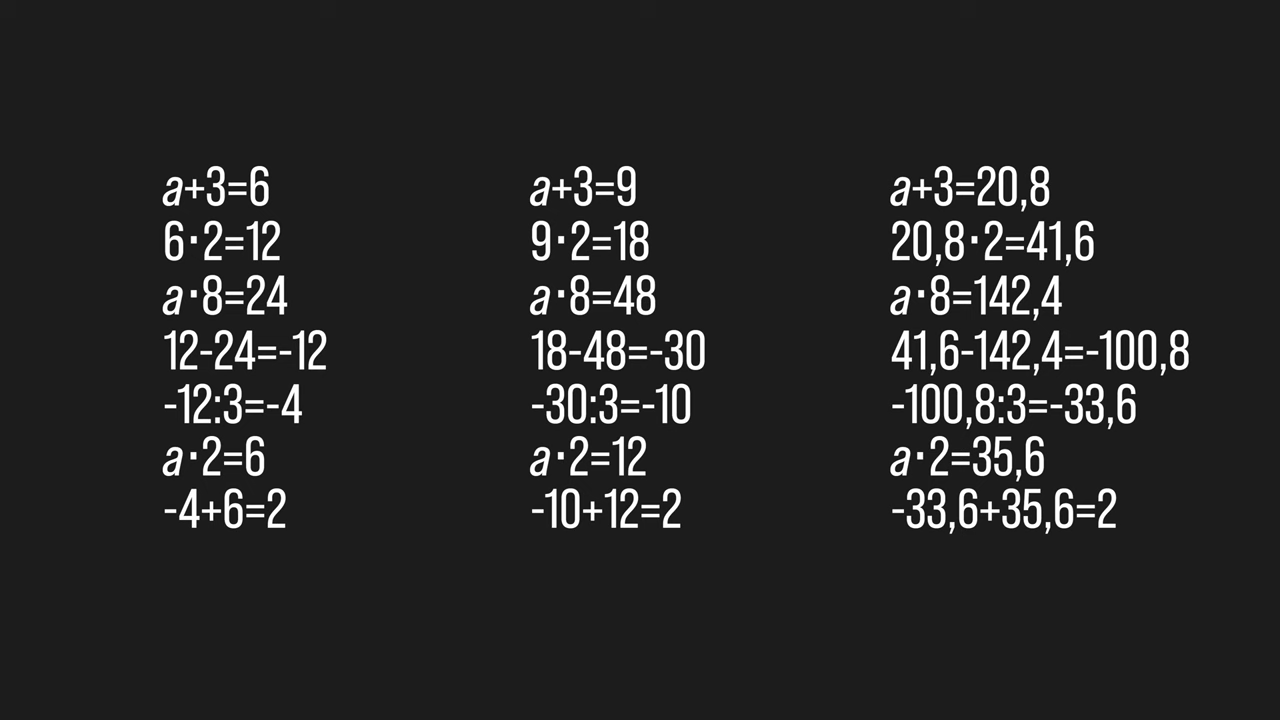 a+3=6
6·2=12
a·8=24
12-24=-12
-12:3=-4
a·2=6
-4+6=2
a+3=9
9·2=18
a·8=48
18-48=-30
-30:3=-10
a·2=12
-10+12=2
a+3=20,8
20,8·2=41,6
a·8=142,4
41,6-142,4=-100,8
-100,8:3=-33,6
a·2=35,6
-33,6+35,6=2